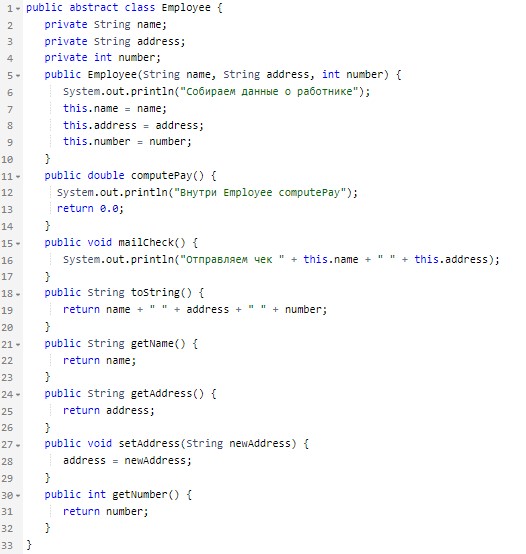 1 public abstract class Employee {
2 private String name;
3 private String address;
4 private int number;
5 public Employee(String name, String address, int number) {
6 System.out.println("Собираем данные о работнике");
7 this.name = name;
8 this.address = address;
9 this.number = number;
10 }
11 public double computePay() {
12 System.out.println("Внутри Employee computePay");
13 return 0.0;
14 }
15 public void mailCheck() {
16 System.out.println("Отправляем чек " + this.name + " " + this.address);
17 }
18 public String toString() {
19 return name + " " + address + " " + number;
20 }
21 public String getName() {
22 return name;
23 }
24 public String getAddress() {
25 return address;
26 }
27 public void setAddress(String newAddress) {
28 address = newAddress;
29 }
30 public int getNumber() {
31 return number;
32 }
33 }